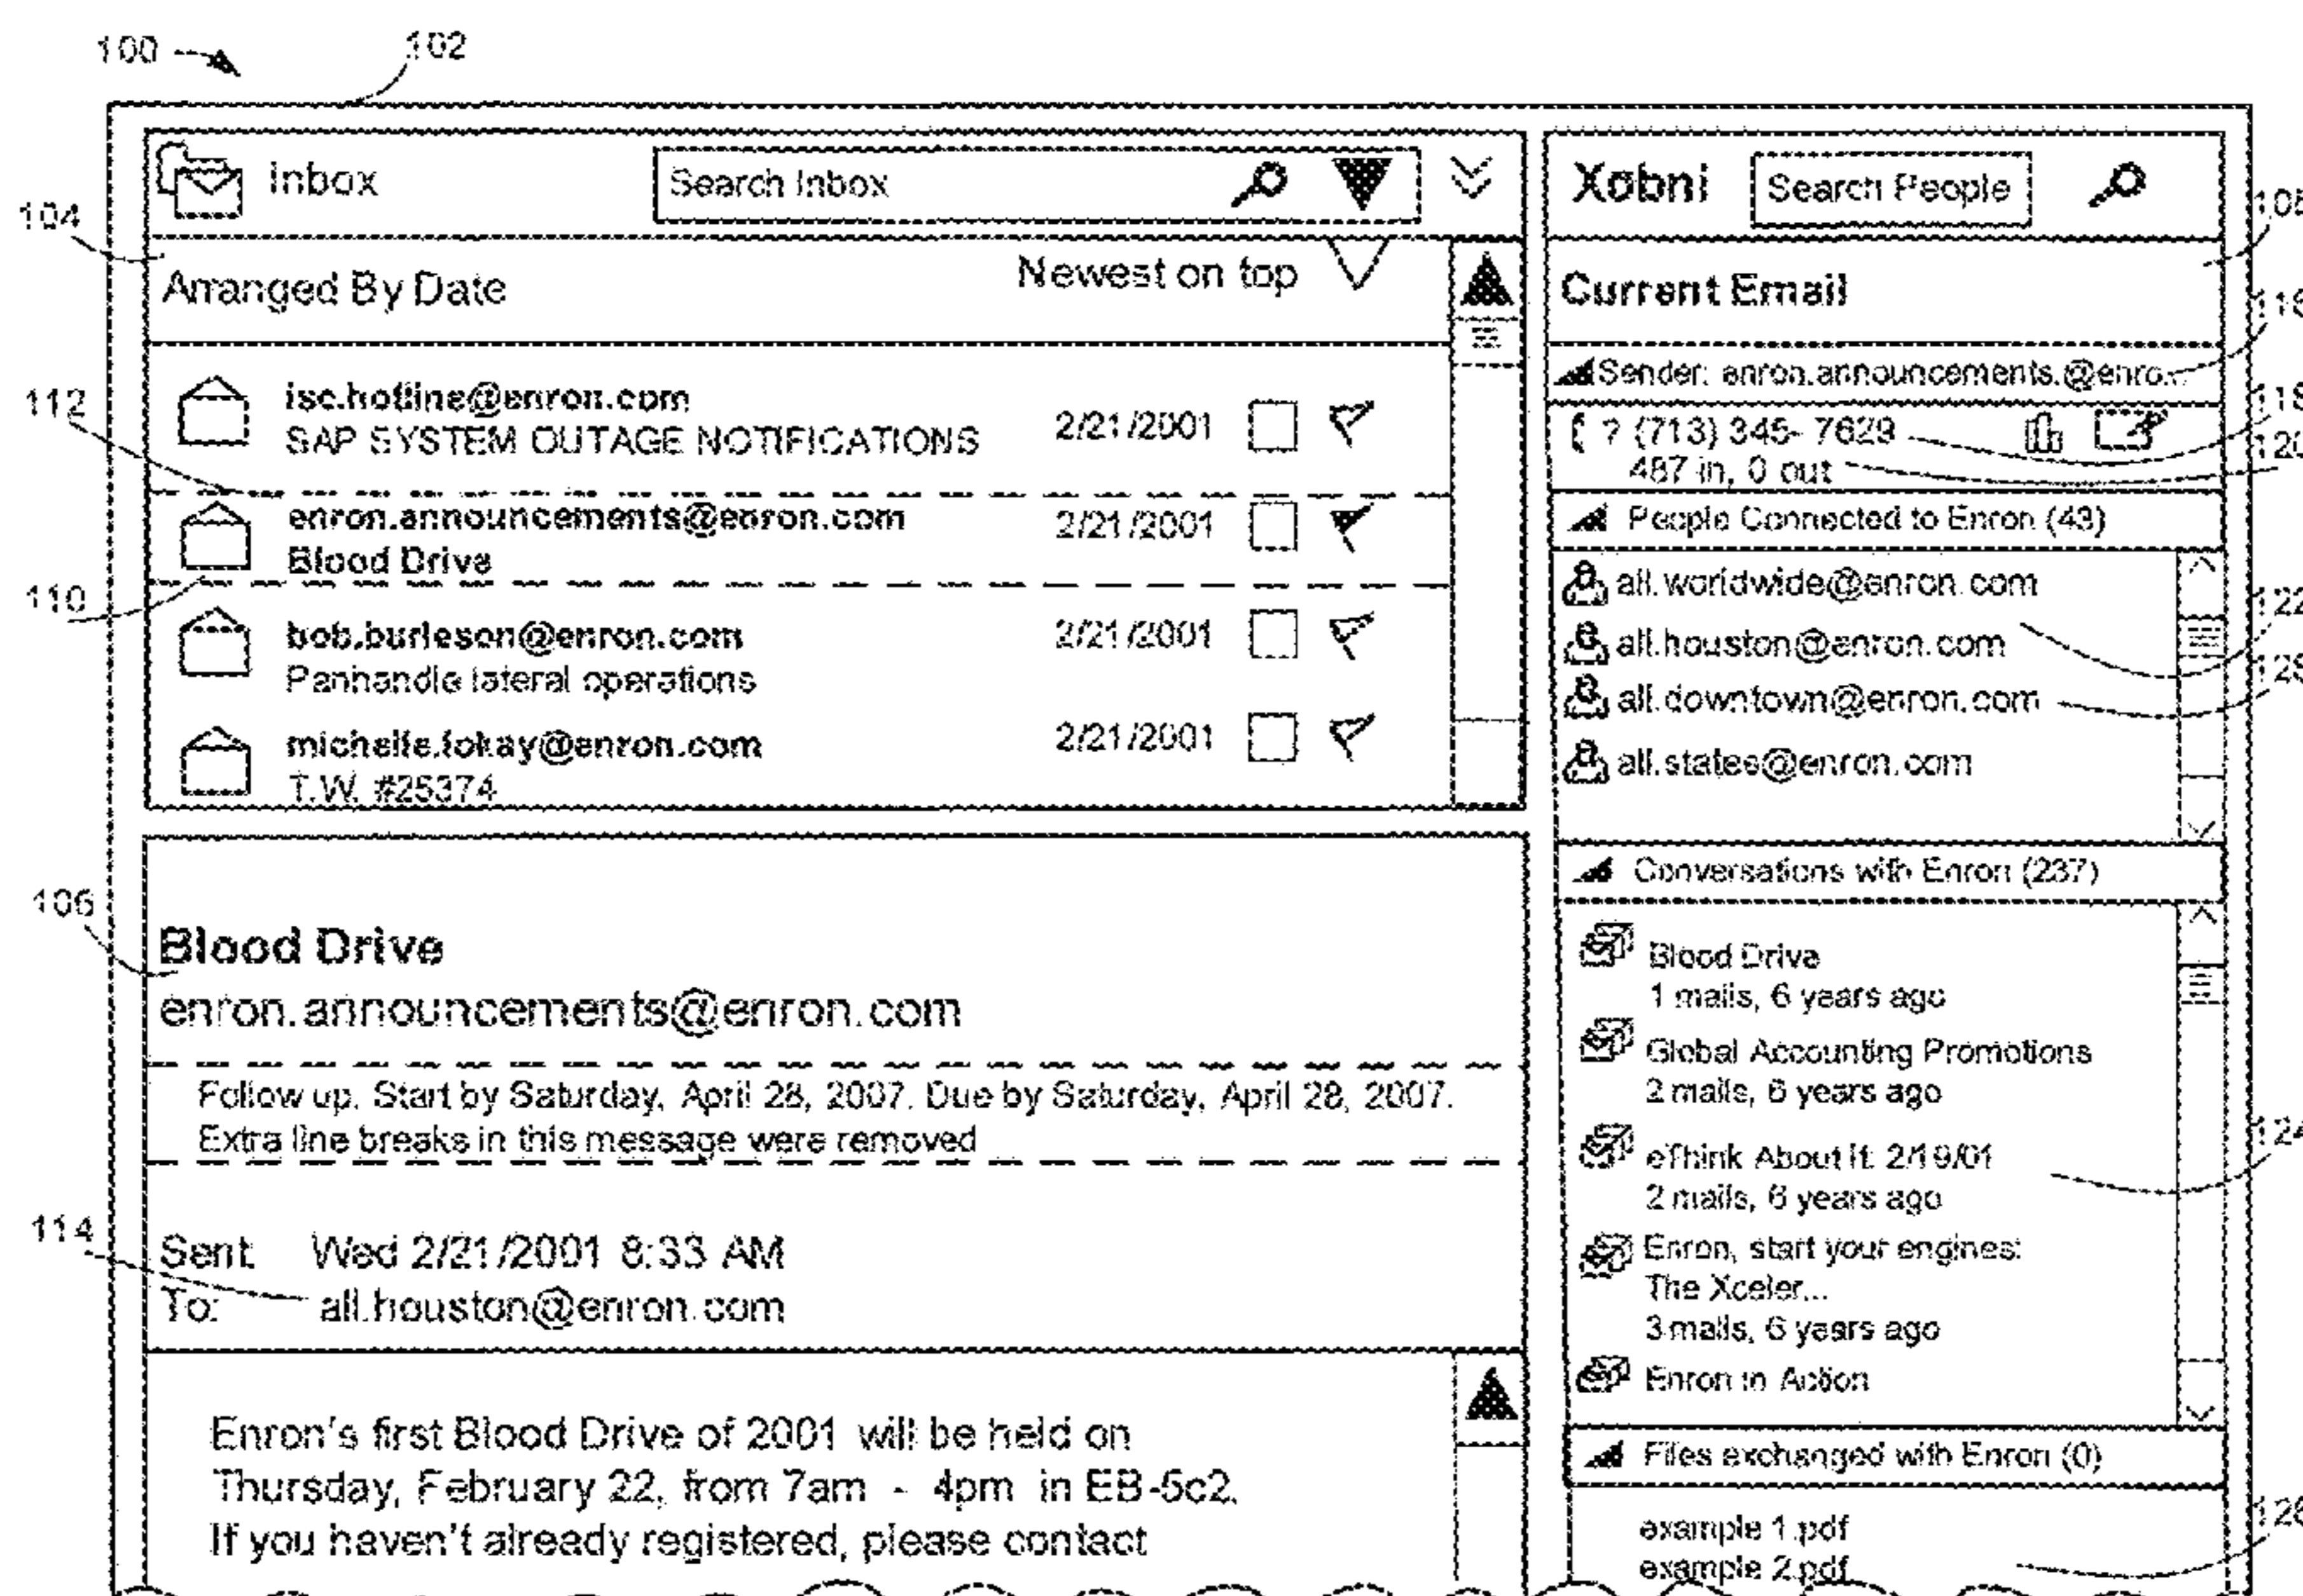 100
102
Inbox
Search Inbox
Xobni
Search People
104
Arranged By Date
Newest on top
Current Email
Sender: enron.announcements.@enro...
112
isc.hotline@enron.com
SAP SYSTEM OUTAGE NOTIFICATIONS
2/21/2001
? (713) 345- 7629
487 in, 0 out
118
120
enron.announcements@enron.com
Blood Drive
2/21/2001
People Connected to Enron (43)
110
bob.burleson@enron.com
Panhandle lateral operations
2/21/2001
all.worldwide@enron.com
all.houston@enron.com
all.downtown@enron.com
all.states@enron.com
122
michelle.lokay@enron.com
T.W. #25374
2/21/2001
Conversations with Enron (237)
106
Blood Drive
enron.announcements@enron.com
Follow up. Start by Saturday, April 28, 2007. Due by Saturday, April 28, 2007.
Extra line breaks in this message were removed
114
Sent: Wed 2/21/2001 8:33 AM
To: all.houston@enron.com
Blood Drive
1 mails, 6 years ago
Global Accounting Promotions
2 mails, 6 years ago
eThink About It: 2/19/01
2 mails, 6 years ago
124
Enron, start your engines:
The Xceler...
3 mails, 6 years ago
Enron in Action
Enron's first Blood Drive of 2001 will be held on
Thursday, February 22, from 7am - 4pm in EB-5c2.
If you haven't already registered, please contact
Files exchanged with Enron (0)
example 1.pdf
example 2.pdf